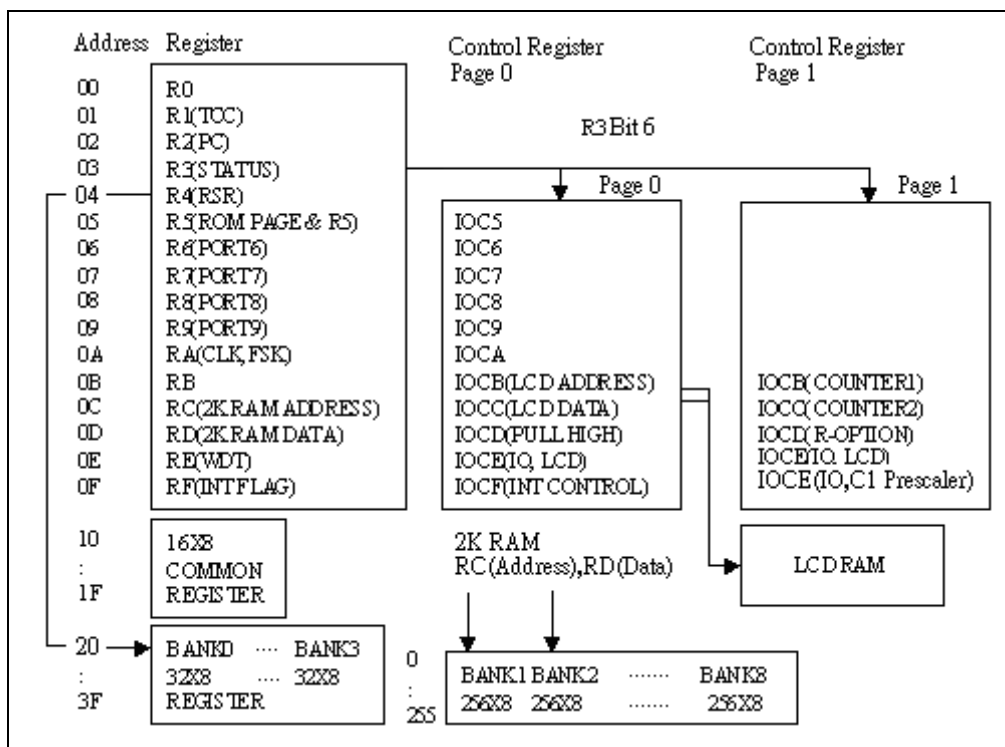 Address Register Control Register Control Register
Page 0 Page 1
00 R0
01 R1(TCC)
R3 Bit 6
02 R2(PC)
03 R3(STATUS)
Page 0 Page 1
04 R4(RSR)
05 R5(ROM PAGE & R5) IOC5
06 R6(PORT6) IOC6
07 R7(PORT7) IOC7
08 R8(PORT8) IOC8
09 R9(PORT9) IOC9
0A RA(CLK,FSK) IOCA
0B RB IOCB(LCD ADDRESS) IOCB(COUNTER1)
0C RC(2K RAM ADDRESS) IOCC(LCD DATA) IOCC(COUNTER2)
0D RD(2K RAM DATA) IOCD(PULL HIGH) IOCD(R-OPTION)
0E RE(WDT) IOCE(IO, LCD) IOCE(IO. LCD)
0F RF(INT FLAG) IOCF(INT CONTROL) IOCE(IO,C1 Prescaler)
10 16X8 2K RAM
: COMMON RC(Address),RD(Data) LCD RAM
1F REGISTER
20 BANK0 .... BANK3 0
: 32X8 .... 32X8 : BANK1 BANK2 ....... BANK8
3F REGISTER 255 256X8 256X8 ....... 256X8